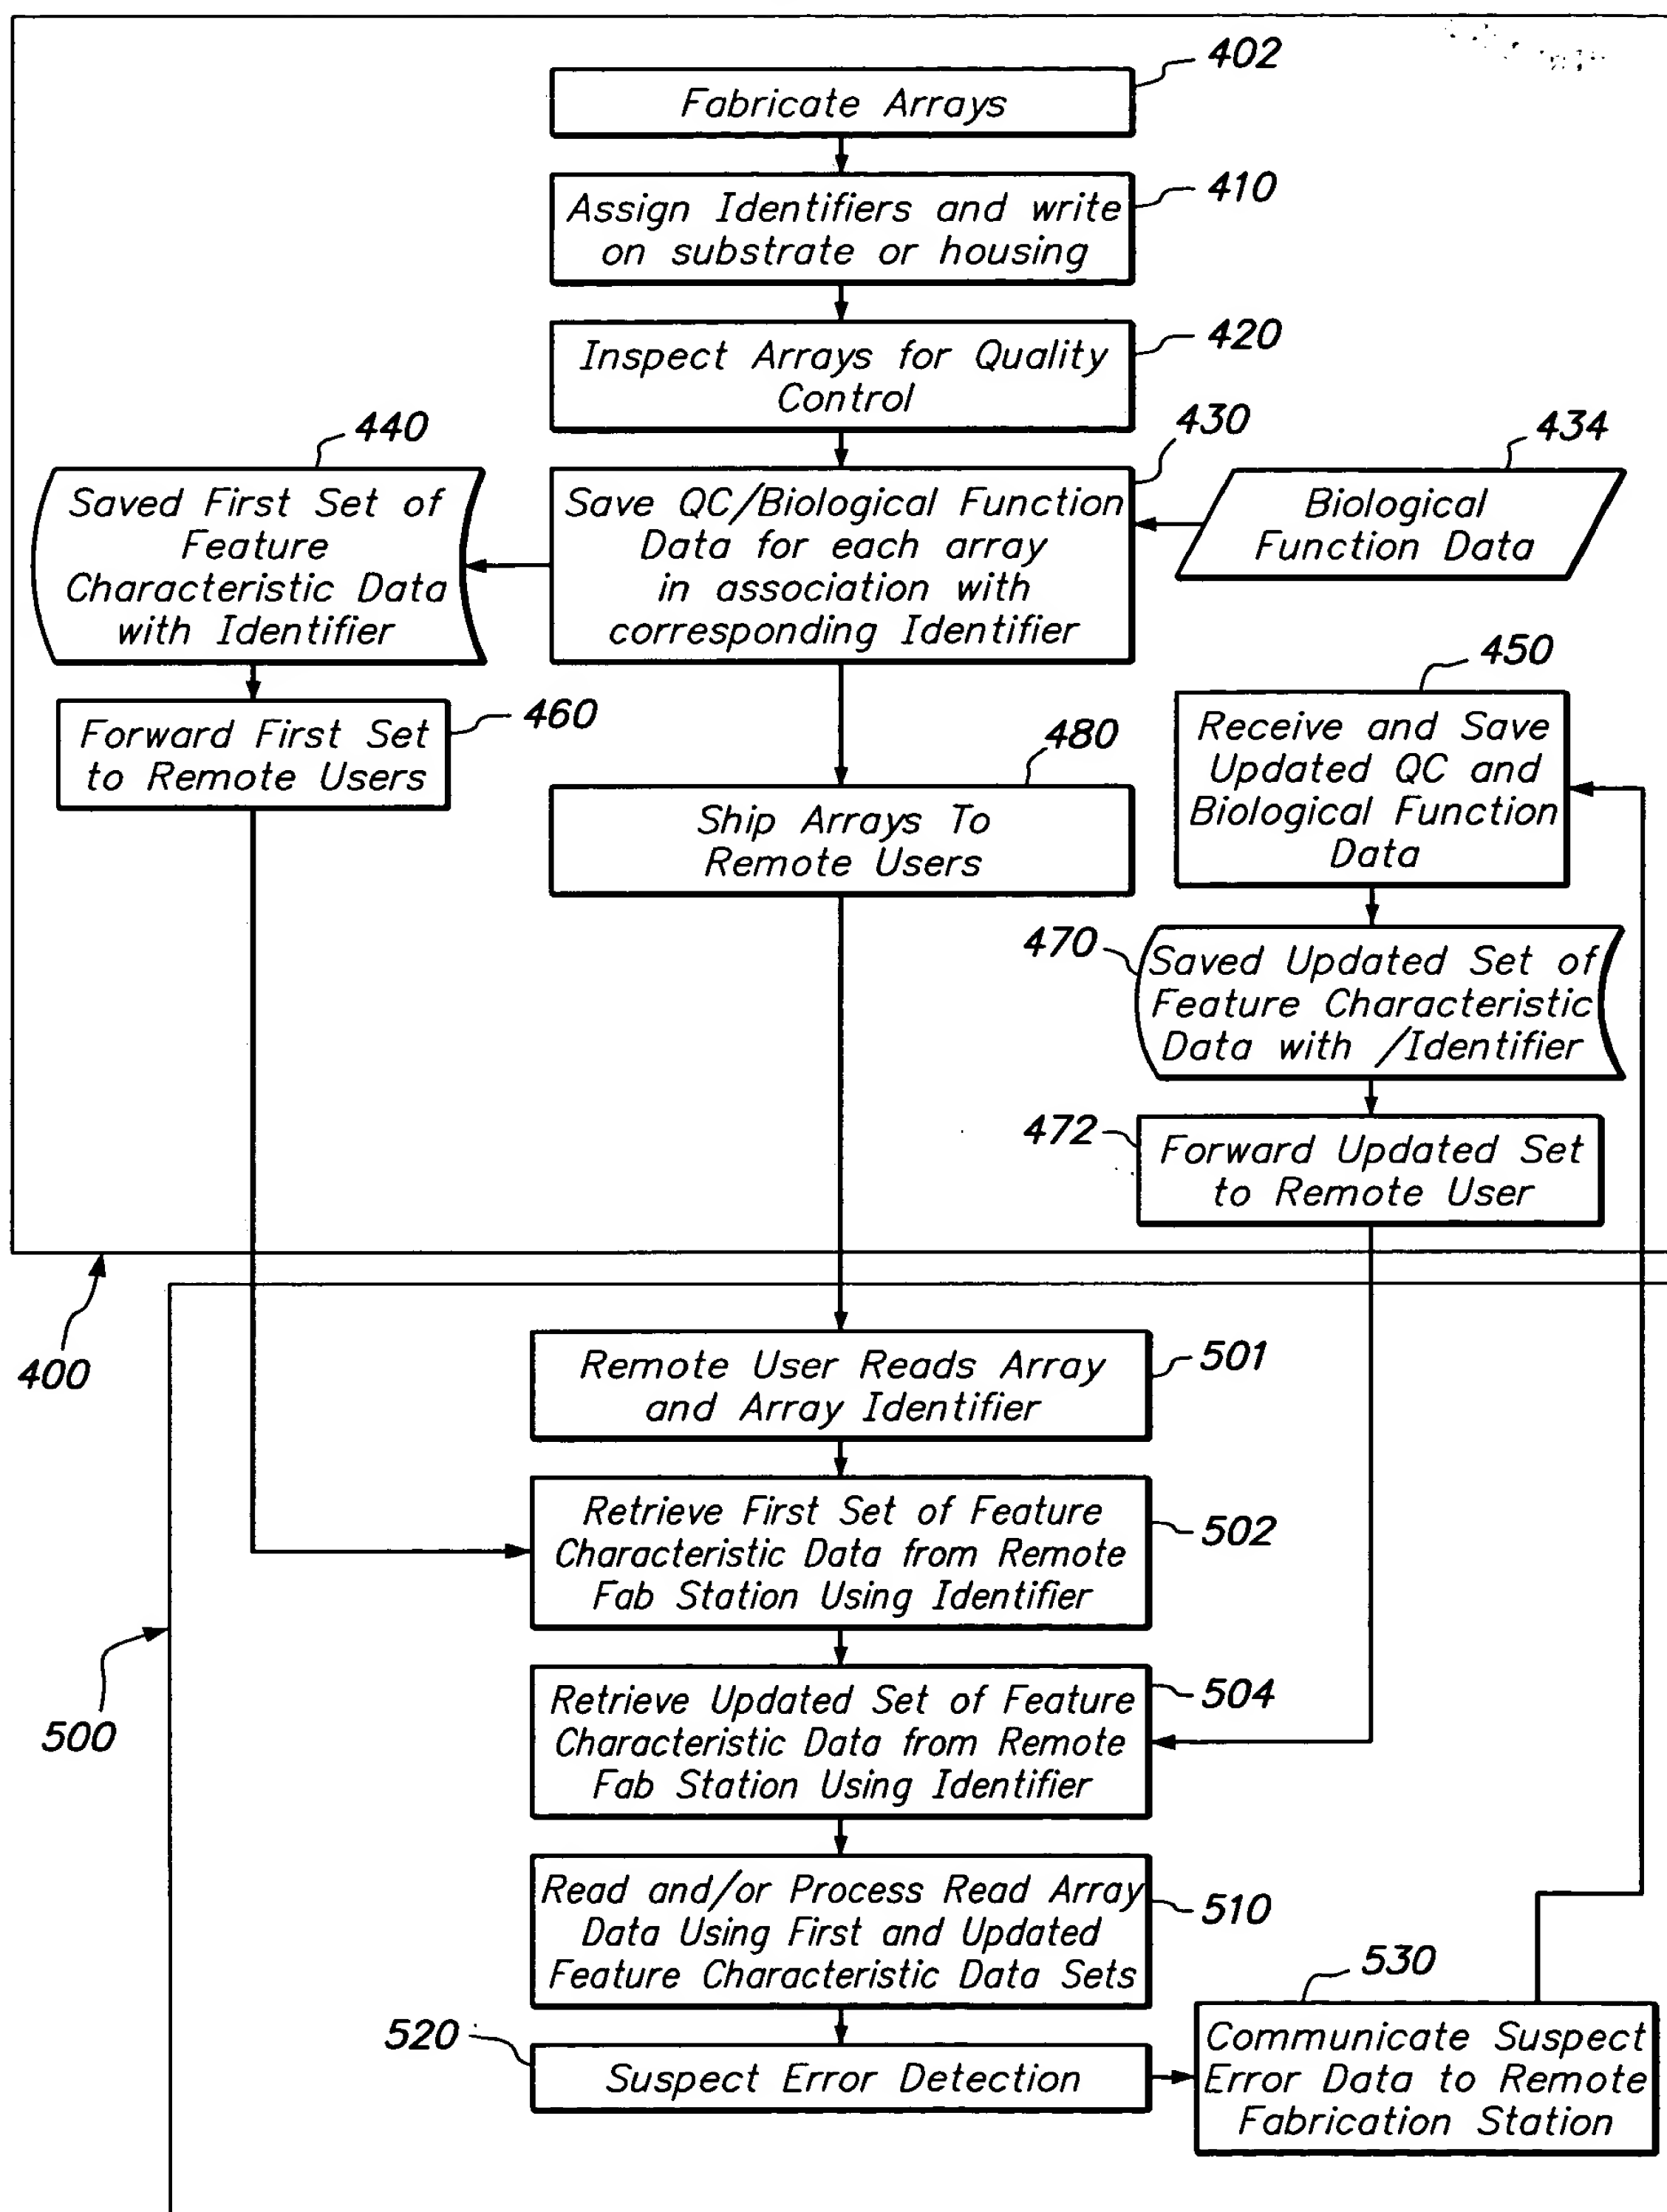 402
Fabricate Arrays
410
Assign Identifiers and write
on substrate or housing
420
Inspect Arrays for Quality
Control
430
434
440
Saved First Set of
Feature
Characteristic Data
with Identifier
Save QC/Biological Function
Data for each array
in association with
corresponding Identifier
Biological
Function Data
450
460
Forward First Set
to Remote Users
480
Ship Arrays To
Remote Users
Receive and Save
Updated QC and
Biological Function
Data
470
Saved Updated Set of
Feature Characteristic
Data with /Identifier
472
Forward Updated Set
to Remote User
400
501
Remote User Reads Array
and Array Identifier
502
Retrieve First Set of Feature
Characteristic Data from Remote
Fab Station Using Identifier
500
504
Retrieve Updated Set of Feature
Characteristic Data from Remote
Fab Station Using Identifier
510
Read and/or Process Read Array
Data Using First and Updated
Feature Characteristic Data Sets
520
Suspect Error Detection
530
Communicate Suspect
Error Data to Remote
Fabrication Station